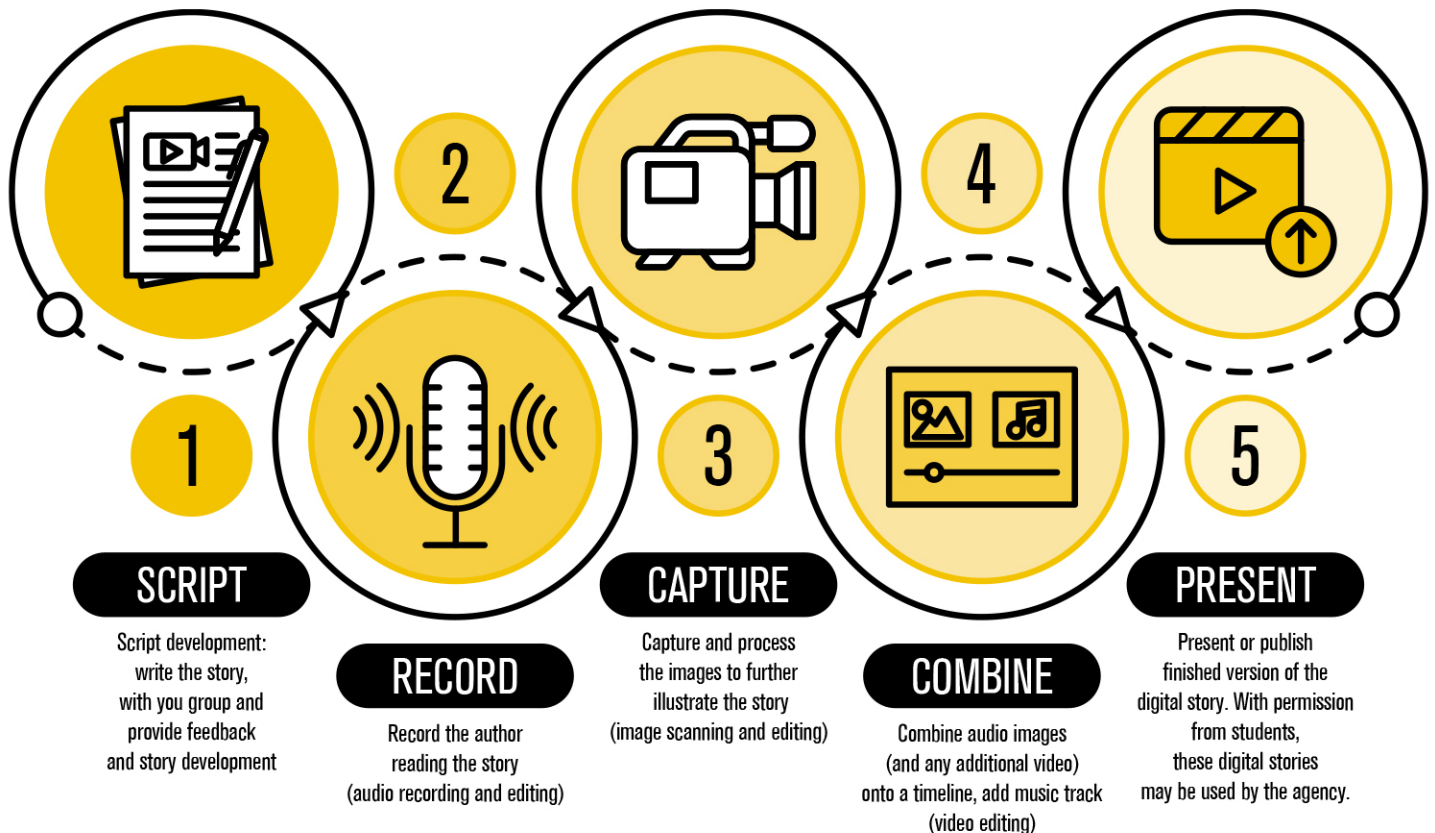 1
SCRIPT
Script development:
write the story,
with you group and
provide feedback
and story development
2
RECORD
Record the author
reading the story
(audio recording and editing)
3
CAPTURE
Capture and process
the images to further
illustrate the story
(image scanning and editing)
4
COMBINE
Combine audio images
(and any additional video)
onto a timeline, add music track
(video editing)
5
PRESENT
Present or publish
finished version of the
digital story. With permission
from students,
these digital stories
may be used by the agency.